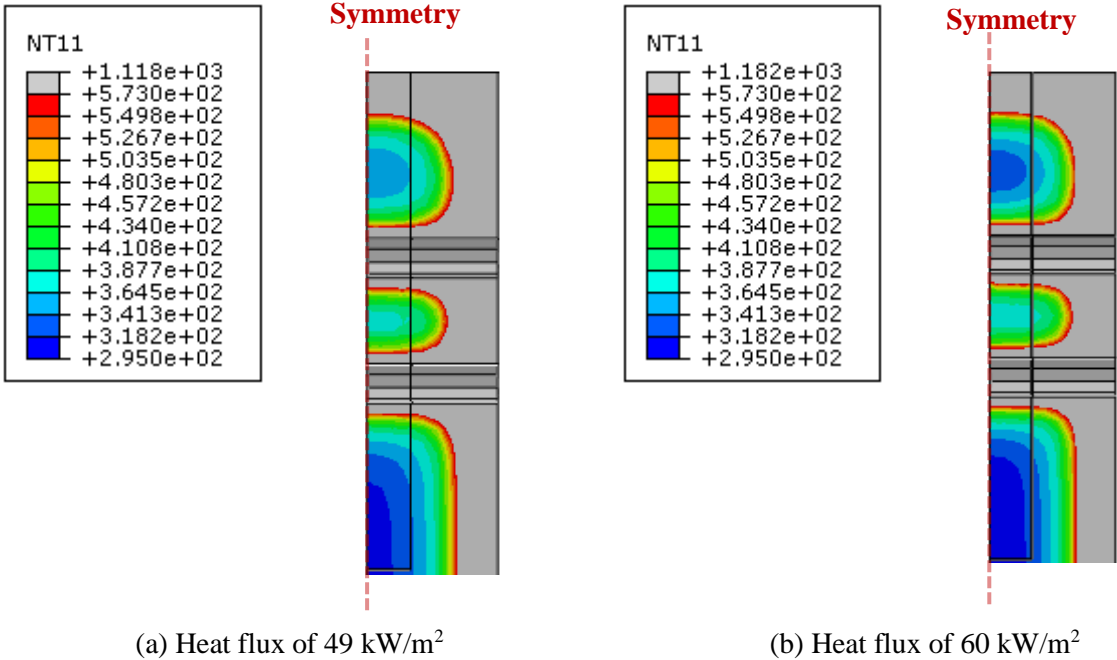 Symmetry
NT11
+1.118e+03
+5.730e+02
+5.498e+02
+5.267e+02
+5.035e+02
+4.803e+02
+4.572e+02
+4.340e+02
+4.108e+02
+3.877e+02
+3.645e+02
+3.413e+02
+3.182e+02
+2.950e+02
(a) Heat flux of 49 kW/m²
Symmetry
NT11
+1.182e+03
+5.730e+02
+5.498e+02
+5.267e+02
+5.035e+02
+4.803e+02
+4.572e+02
+4.340e+02
+4.108e+02
+3.877e+02
+3.645e+02
+3.413e+02
+3.182e+02
+2.950e+02
(b) Heat flux of 60 kW/m²